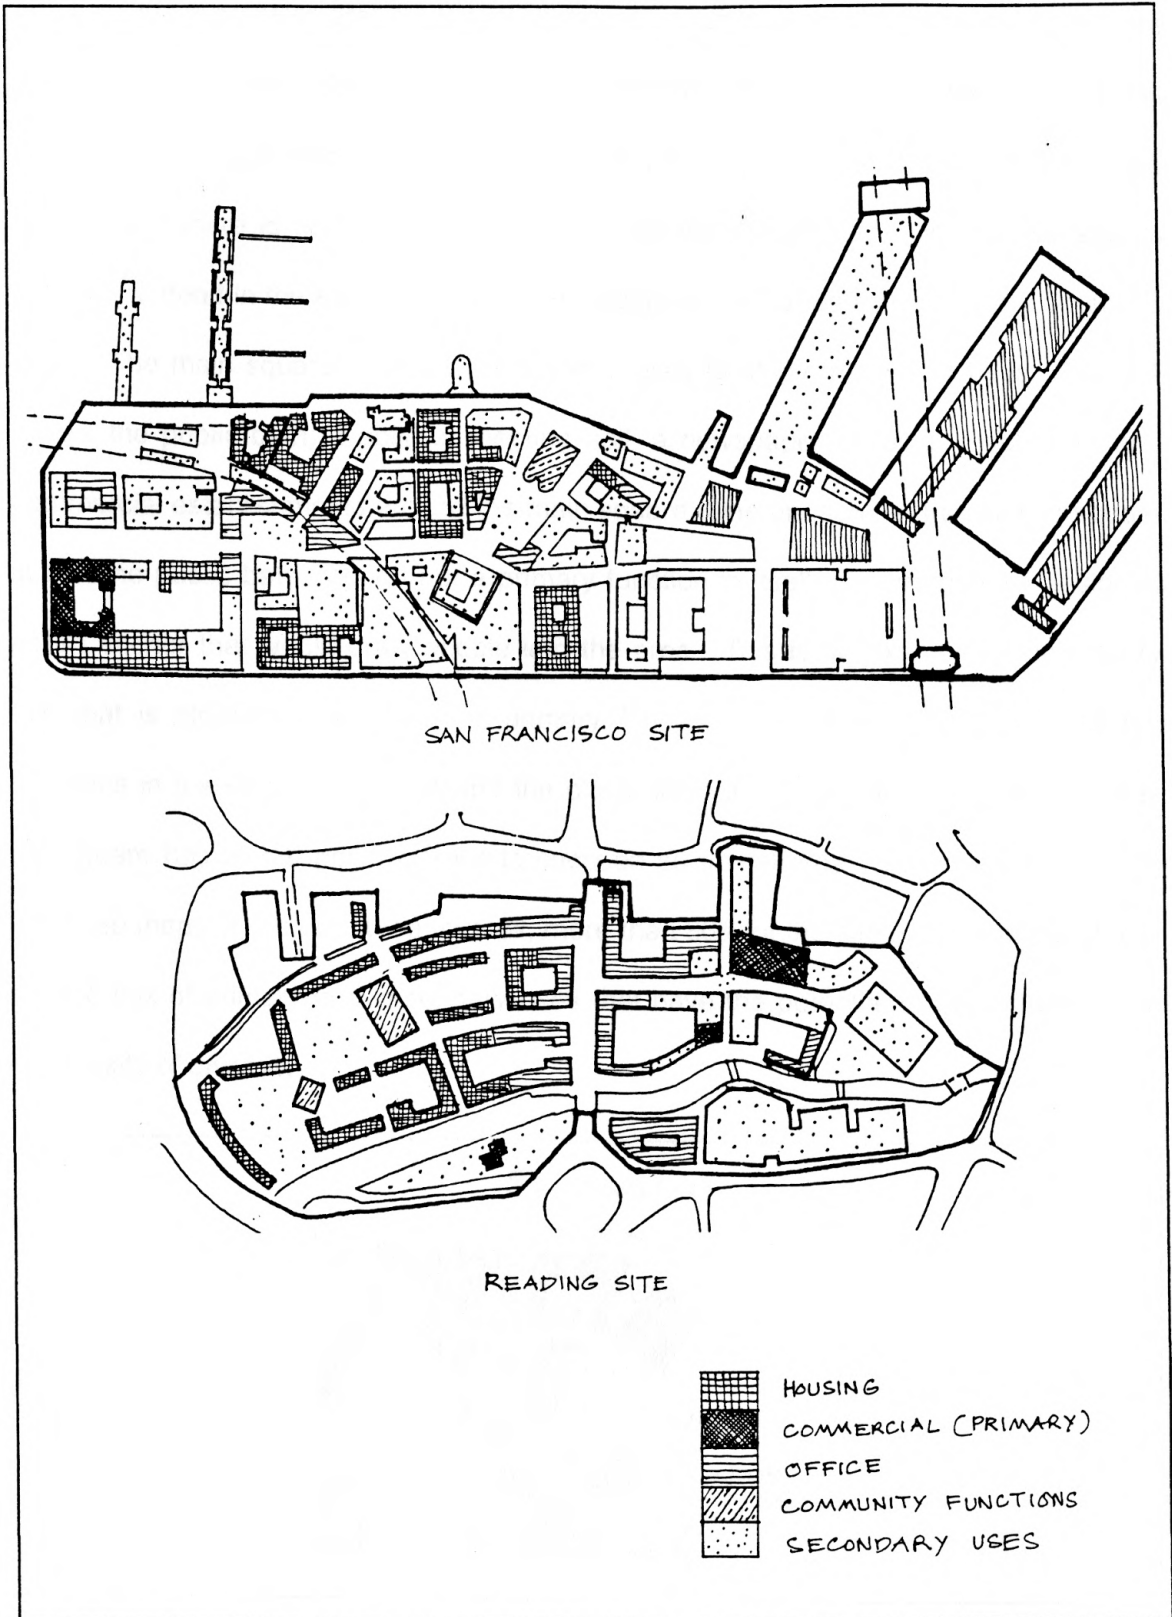 SAN FRANCISCO SITE
READING SITE
HOUSING
COMMERCIAL (PRIMARY)
OFFICE
COMMUNITY FUNCTIONS
SECONDARY USES